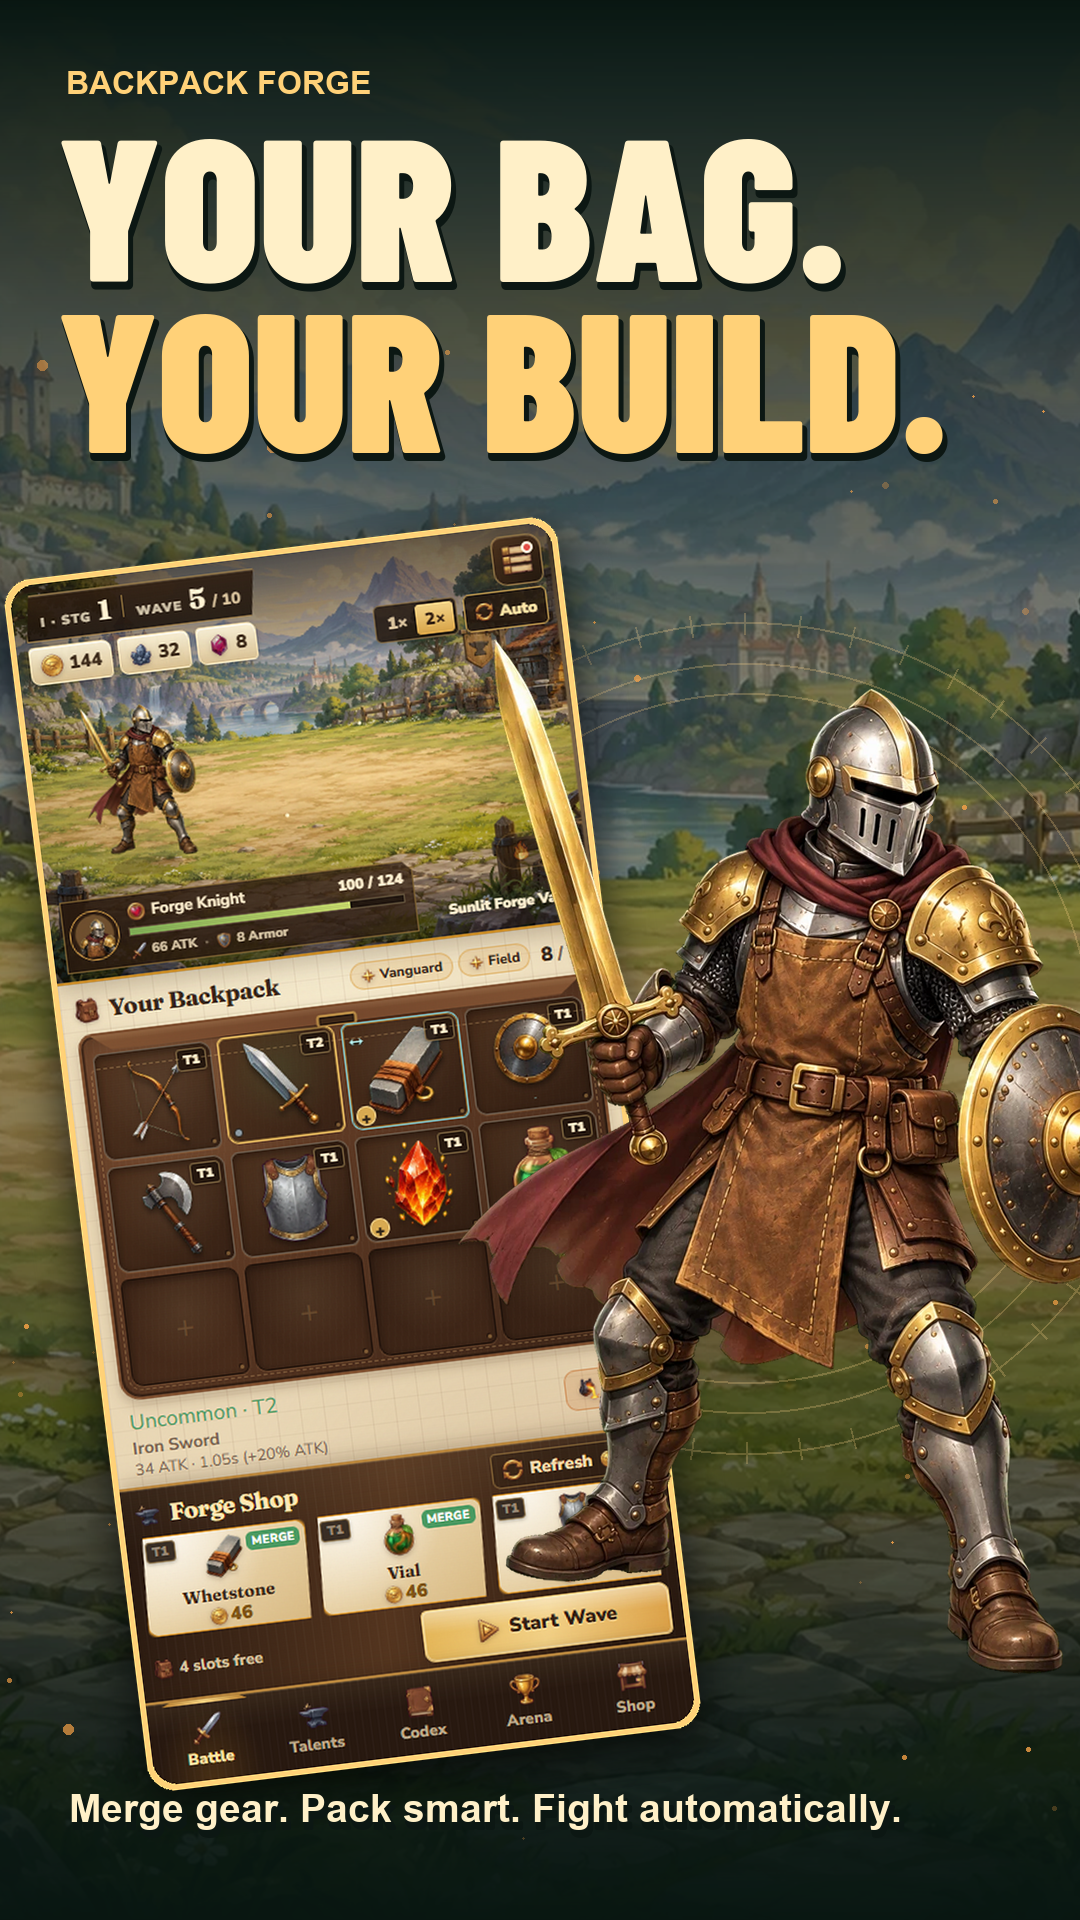 BACKPACK FORGE
YOUR BAG.
YOUR BUILD.
I · STG 1 WAVE 5 / 10
144 32 8
1x 2x Auto
Forge Knight 100 / 124
66 ATK · 8 Armor
Sunlit Forge
Your Backpack Vanguard Field 8 /
T1 T2 T1 T1
T1 T1 T1 T1
Uncommon · T2
Iron Sword
34 ATK · 1.05s (+20% ATK)
Forge Shop Refresh
T1 MERGE T1 MERGE T1
Whetstone Vial
46 46
4 slots free Start Wave
Battle Talents Codex Arena Shop
Merge gear. Pack smart. Fight automatically.